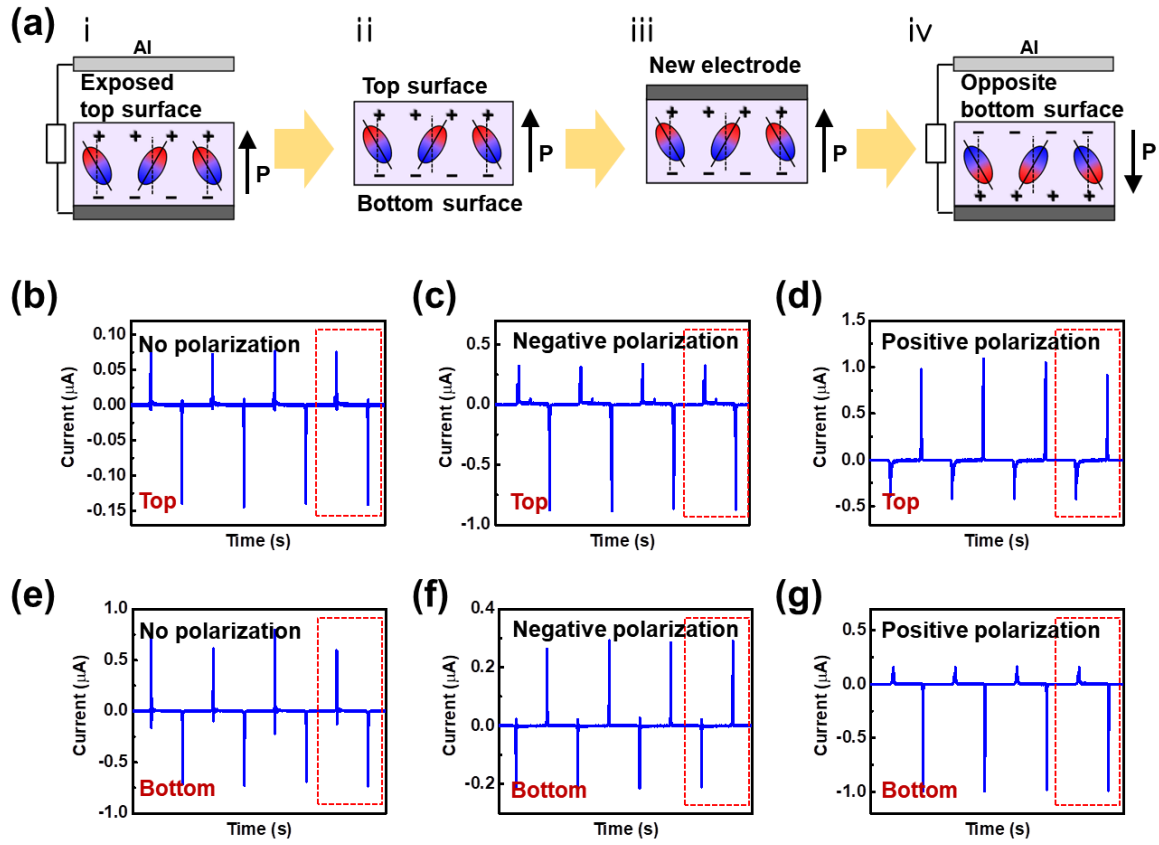 (a)
i
ii
iii
iv
Al
Exposed
top surface
+ + + +
- - - -
P
Top surface
+ + + +
- - - -
Bottom surface
P
New electrode
+ + + +
- - - -
P
Al
Opposite
bottom surface
- - - -
+ + + +
P
(b)
No polarization
Current (μA)
0.10
0.05
0.00
-0.05
-0.10
-0.15
Top
Time (s)
(c)
Negative polarization
Current (μA)
0.5
0.0
-0.5
-1.0
Top
Time (s)
(d)
Positive polarization
Current (μA)
1.5
1.0
0.5
0.0
-0.5
Top
Time (s)
(e)
No polarization
Current (μA)
1.0
0.5
0.0
-0.5
-1.0
Bottom
Time (s)
(f)
Negative polarization
Current (μA)
0.4
0.2
0.0
-0.2
Bottom
Time (s)
(g)
Positive polarization
Current (μA)
0.5
0.0
-0.5
-1.0
Bottom
Time (s)